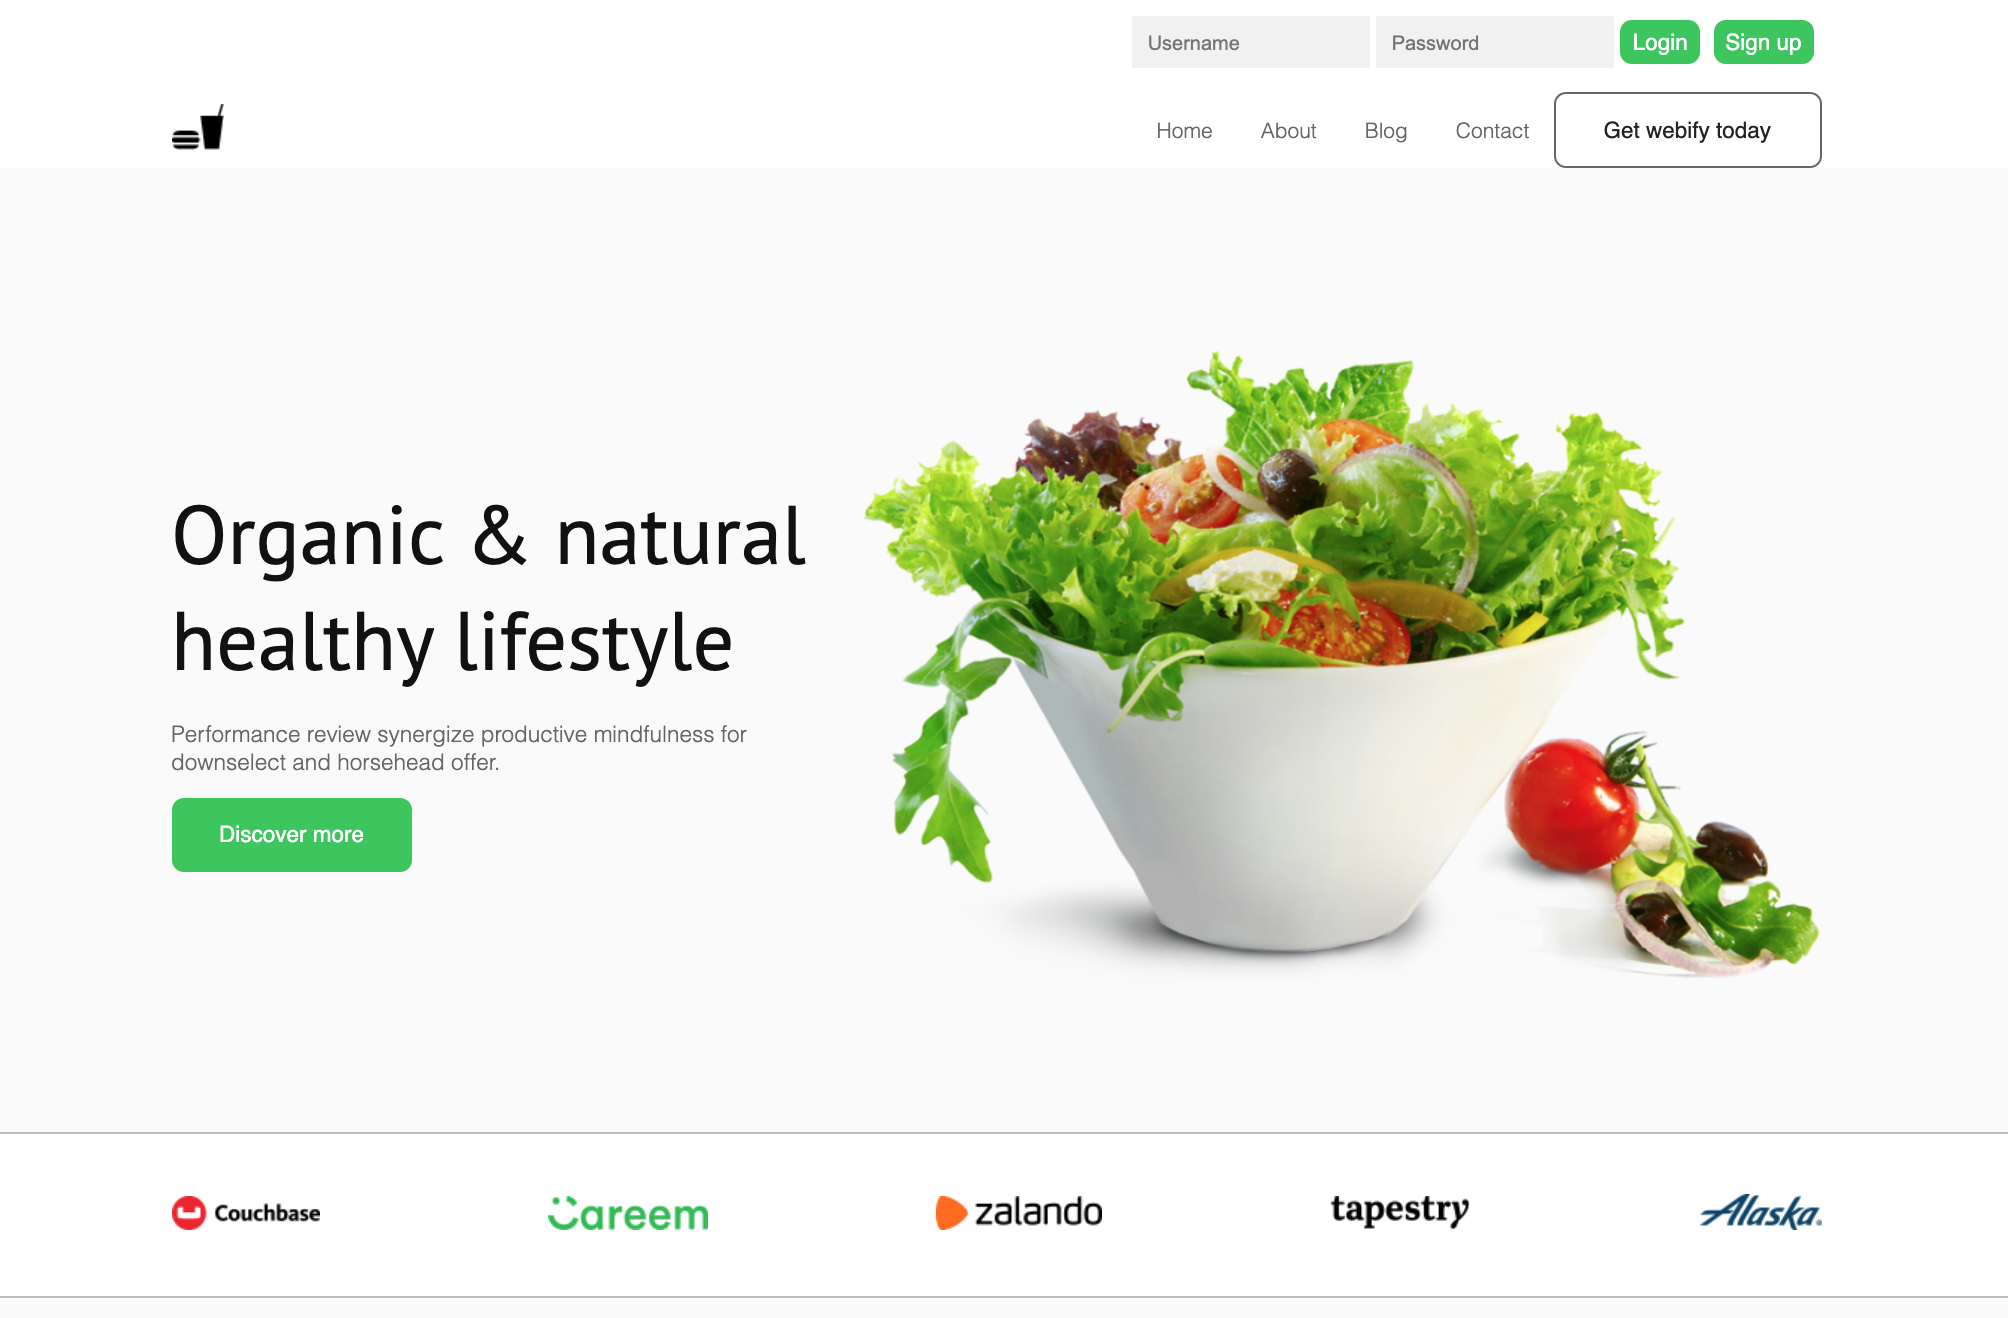 Username Password Login Sign up
Home About Blog Contact Get webify today
Organic & natural
healthy lifestyle
Performance review synergize productive mindfulness for
downselect and horsehead offer.
Discover more
Couchbase Careem zalando tapestry Alaska